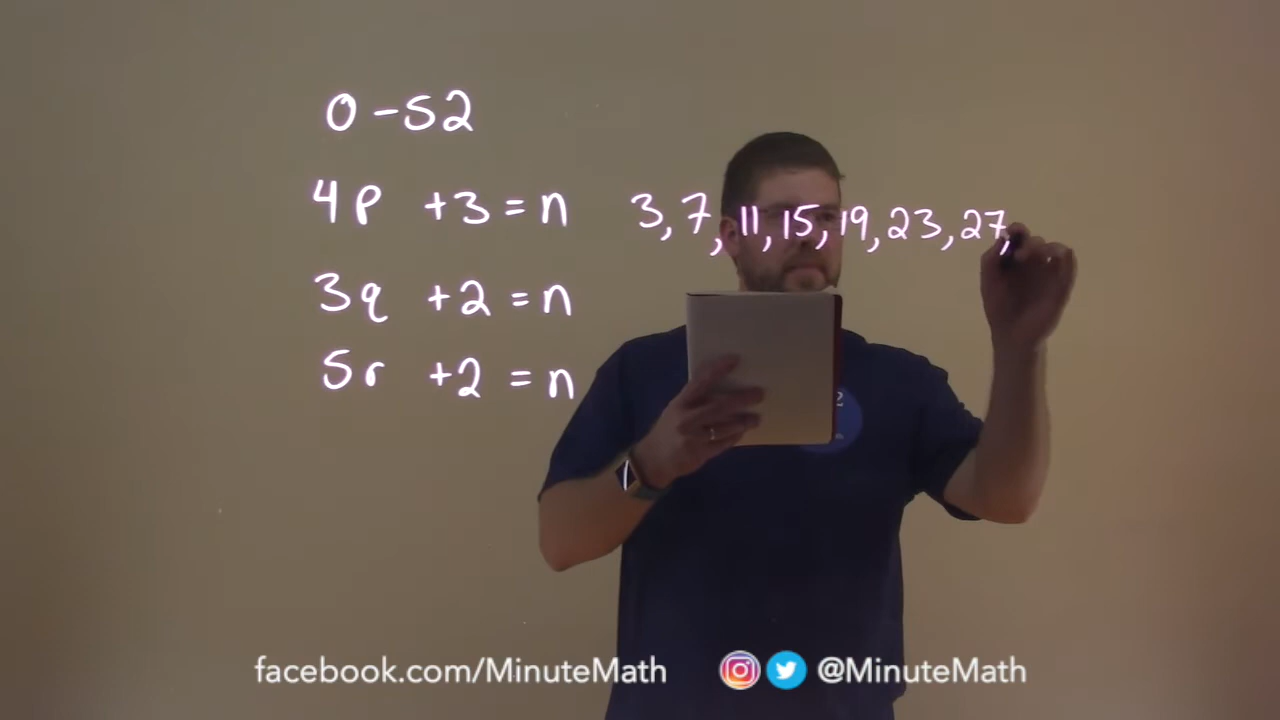 0 - 52
4p + 3 = n 3, 7, 11, 15, 19, 23, 27,
3q + 2 = n
5r + 2 = n
facebook.com/MinuteMath @MinuteMath